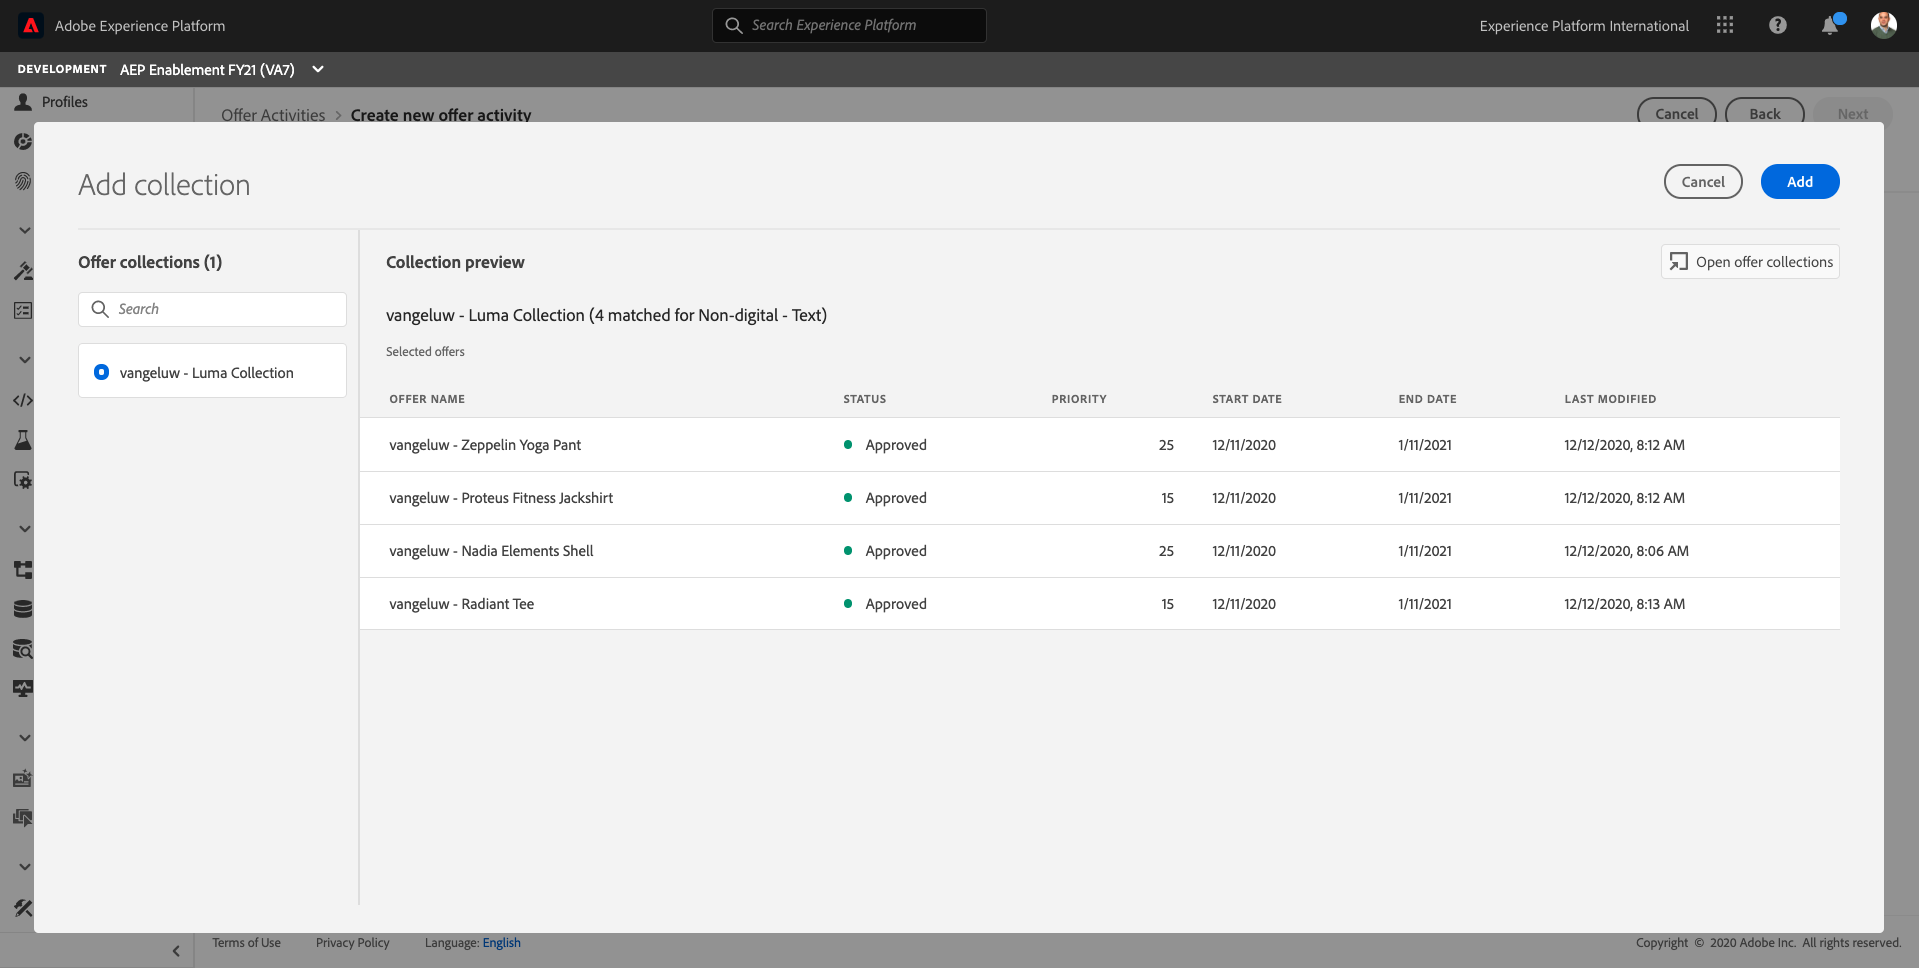 Adobe Experience Platform
Search Experience Platform
Experience Platform International
DEVELOPMENT AEP Enablement FY21 (VA7)
Profiles
Offer Activities > Create new offer activity
Cancel
Back
Next
Add collection
Cancel
Add
Offer collections (1)
Search
vangeluw - Luma Collection
Collection preview
Open offer collections
vangeluw - Luma Collection (4 matched for Non-digital - Text)
Selected offers
OFFER NAME STATUS PRIORITY START DATE END DATE LAST MODIFIED
vangeluw - Zeppelin Yoga Pant Approved 25 12/11/2020 1/11/2021 12/12/2020, 8:12 AM
vangeluw - Proteus Fitness Jackshirt Approved 15 12/11/2020 1/11/2021 12/12/2020, 8:12 AM
vangeluw - Nadia Elements Shell Approved 25 12/11/2020 1/11/2021 12/12/2020, 8:06 AM
vangeluw - Radiant Tee Approved 15 12/11/2020 1/11/2021 12/12/2020, 8:13 AM
Terms of Use Privacy Policy Language: English
Copyright © 2020 Adobe Inc. All rights reserved.